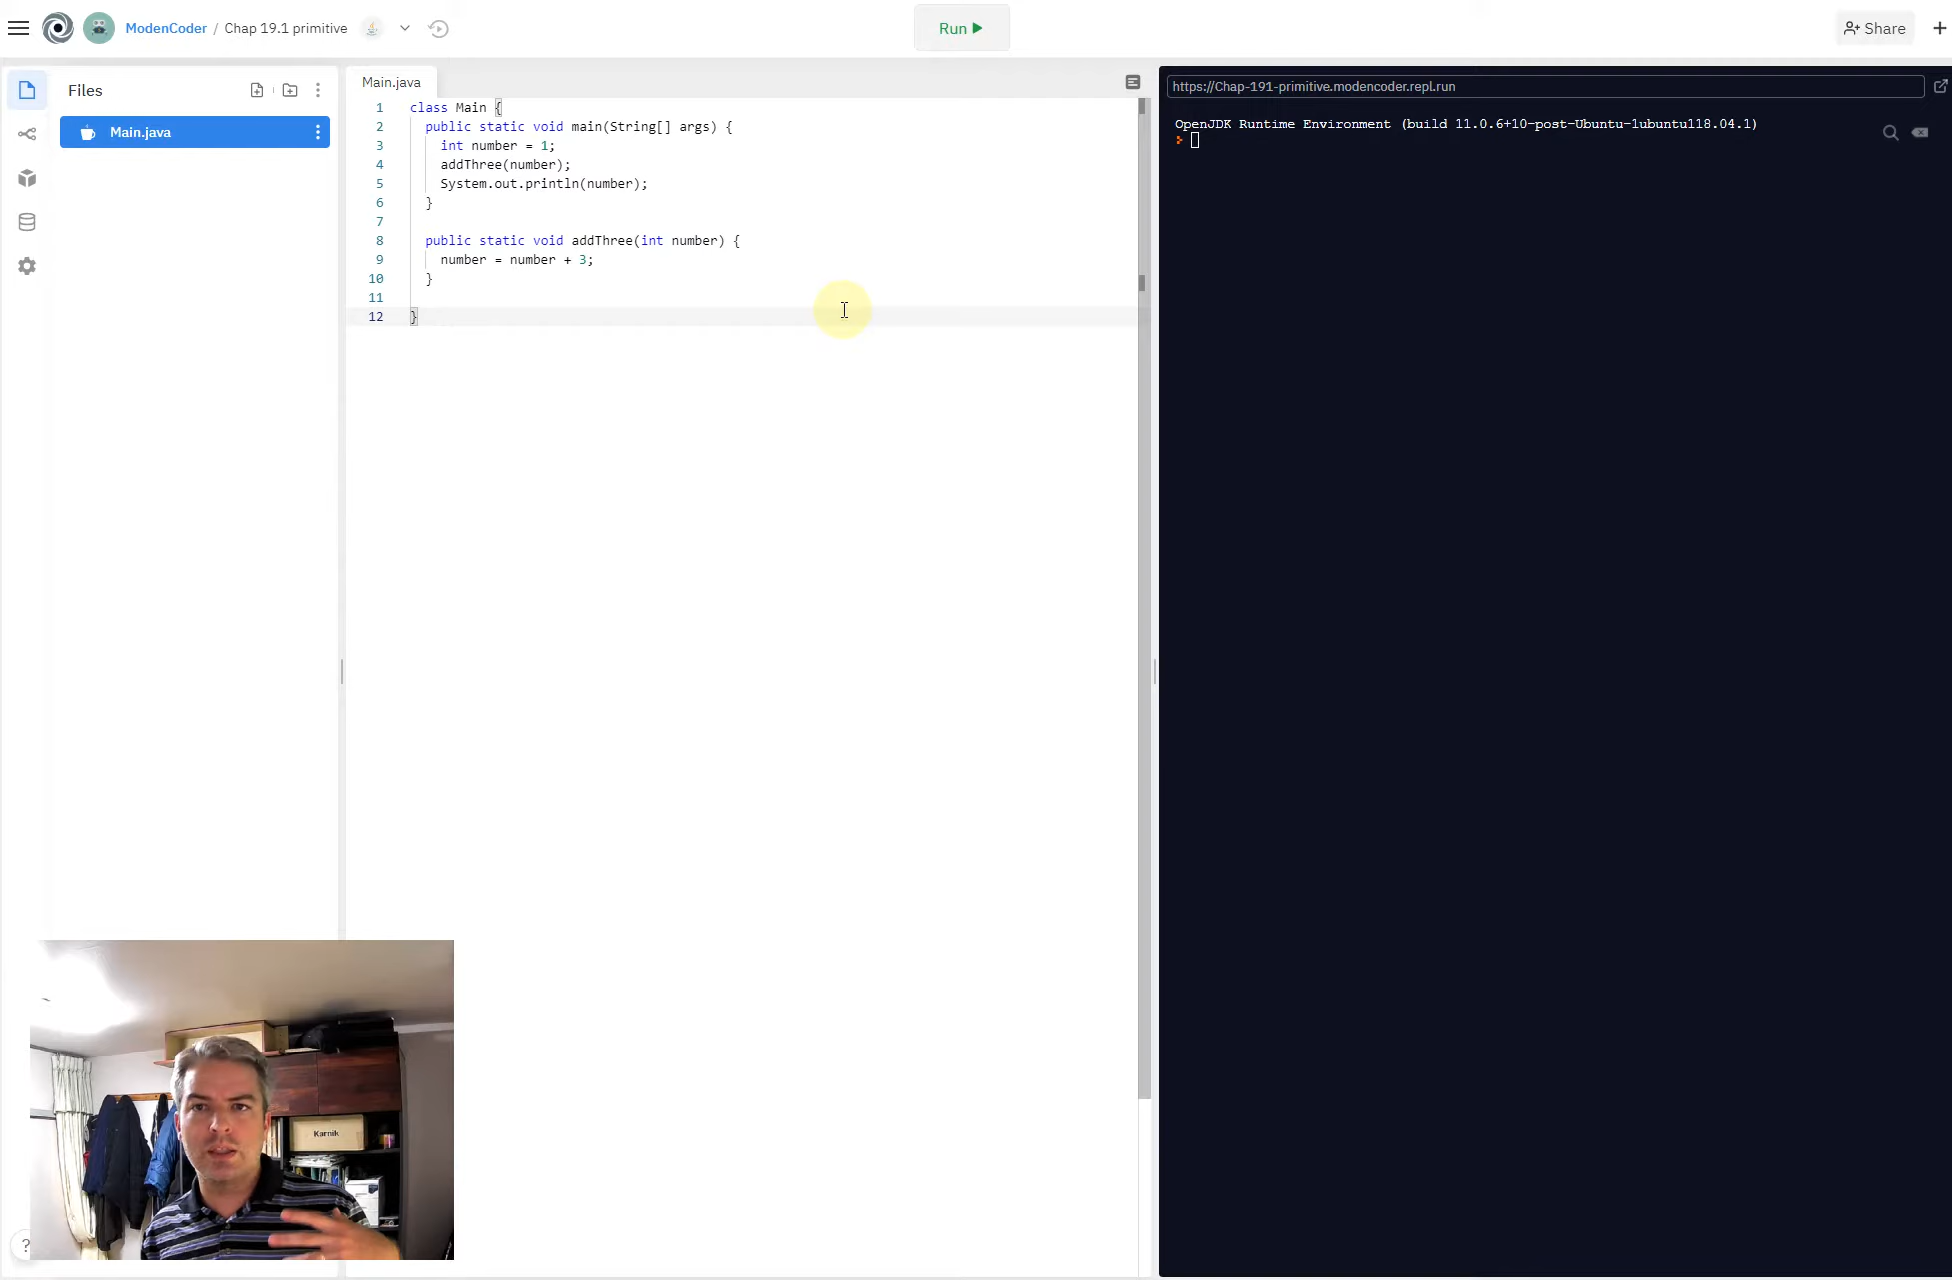 ModenCoder / Chap 19.1 primitive
Run
Share
Files
Main.java
Main.java
1 class Main {
2 public static void main(String[] args) {
3 int number = 1;
4 addThree(number);
5 System.out.println(number);
6 }
7
8 public static void addThree(int number) {
9 number = number + 3;
10 }
11
12 }
https://Chap-191-primitive.modencoder.repl.run
OpenJDK Runtime Environment (build 11.0.6+10-post-Ubuntu-1ubuntu118.04.1)
Karnik
?